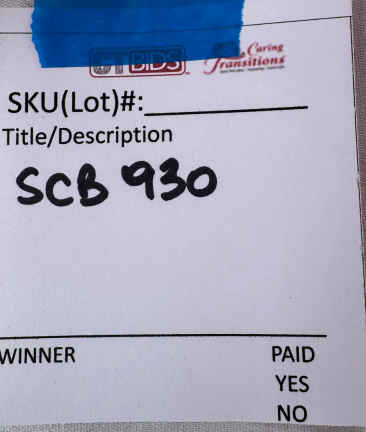 CTBIDS
Caring
Transitions
SKU(Lot)#:
Title/Description
SCB 930
WINNER PAID
YES
NO